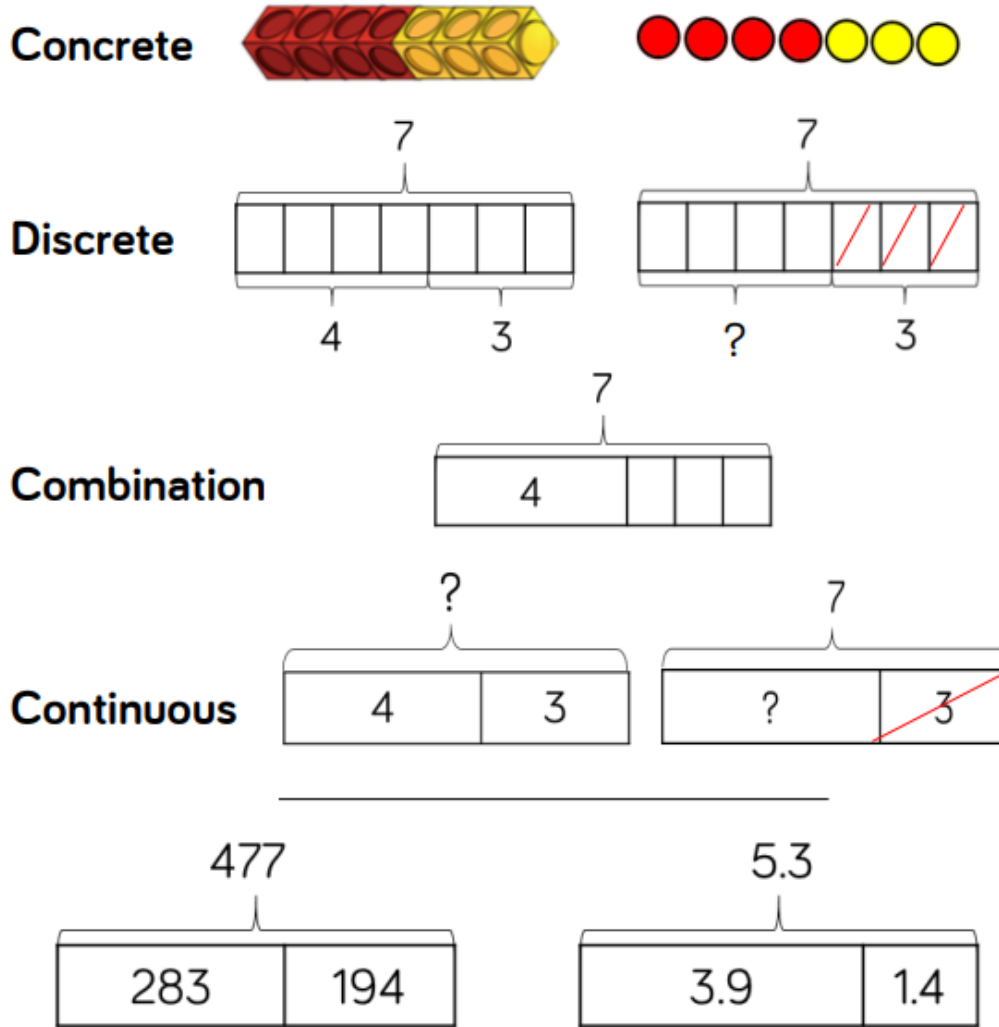 Concrete
7 7
Discrete
4 3 ? 3
7
Combination
4
? 7
Continuous
4 3 ? 3
477 5.3
283 194 3.9 1.4